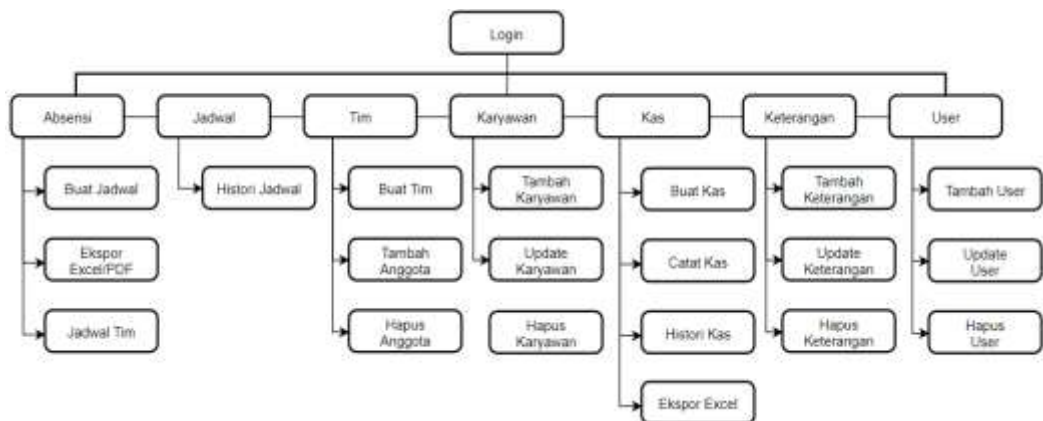 Login
Absensi
Jadwal
Tim
Karyawan
Kas
Keterangan
User
Buat Jadwal
Histori Jadwal
Buat Tim
Tambah
Karyawan
Buat Kas
Tambah
Keterangan
Tambah User
Ekspor
Excel/PDF
Tambah
Anggota
Update
Karyawan
Catat Kas
Update
Keterangan
Update
User
Jadwal Tim
Hapus
Anggota
Hapus
Karyawan
Histori Kas
Hapus
Keterangan
Hapus
User
Ekspor Excel